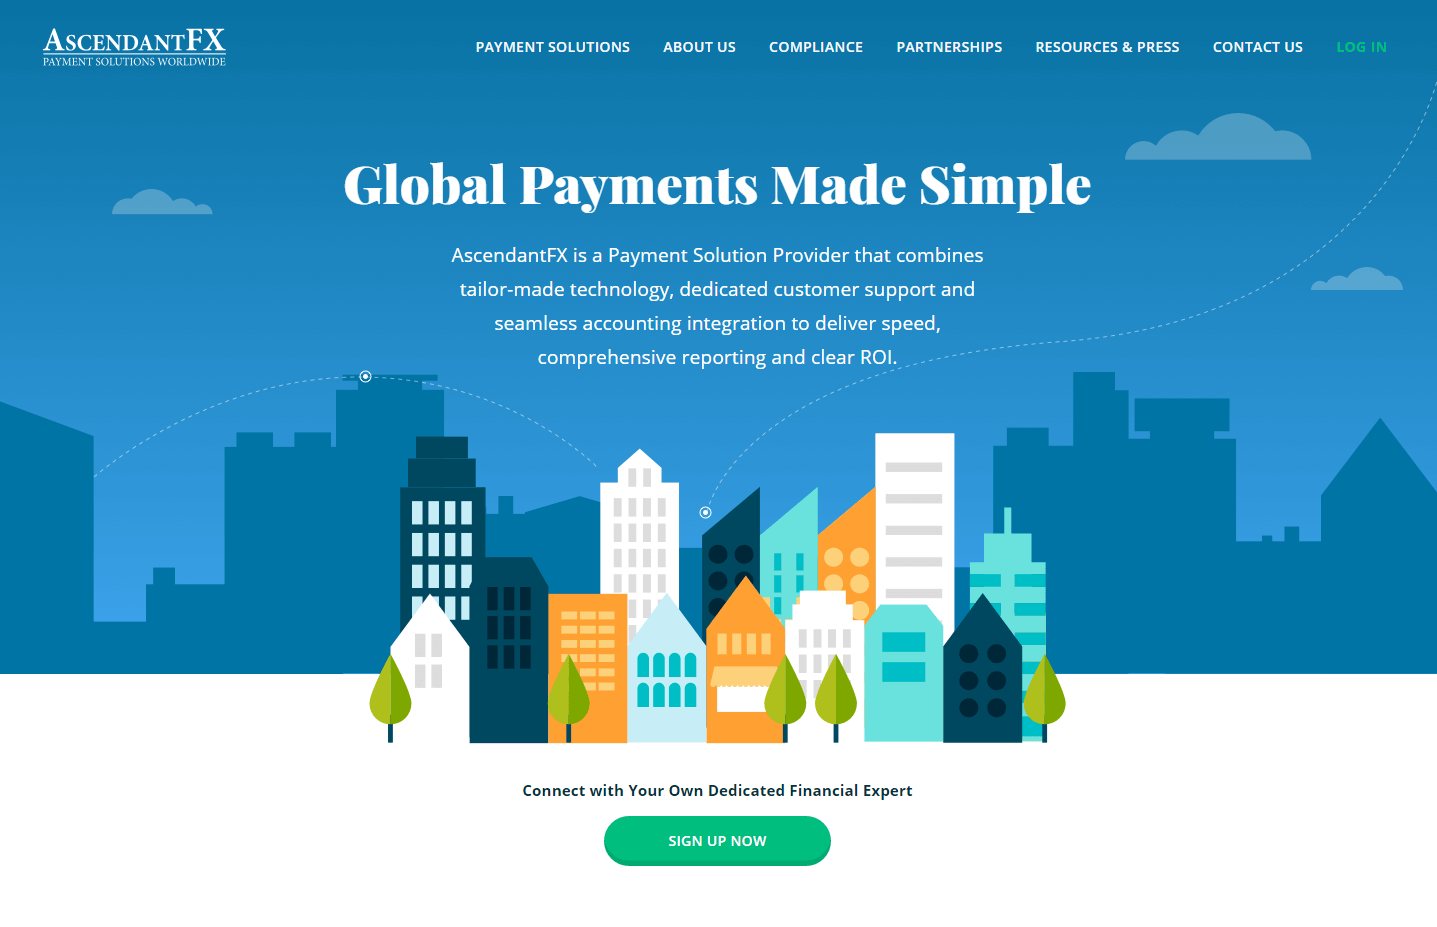 ASCENDANTFX
PAYMENT SOLUTIONS WORLDWIDE
PAYMENT SOLUTIONS
ABOUT US
COMPLIANCE
PARTNERSHIPS
RESOURCES & PRESS
CONTACT US
LOG IN
Global Payments Made Simple
AscendantFX is a Payment Solution Provider that combines
tailor-made technology, dedicated customer support and
seamless accounting integration to deliver speed,
comprehensive reporting and clear ROI.
Connect with Your Own Dedicated Financial Expert
SIGN UP NOW